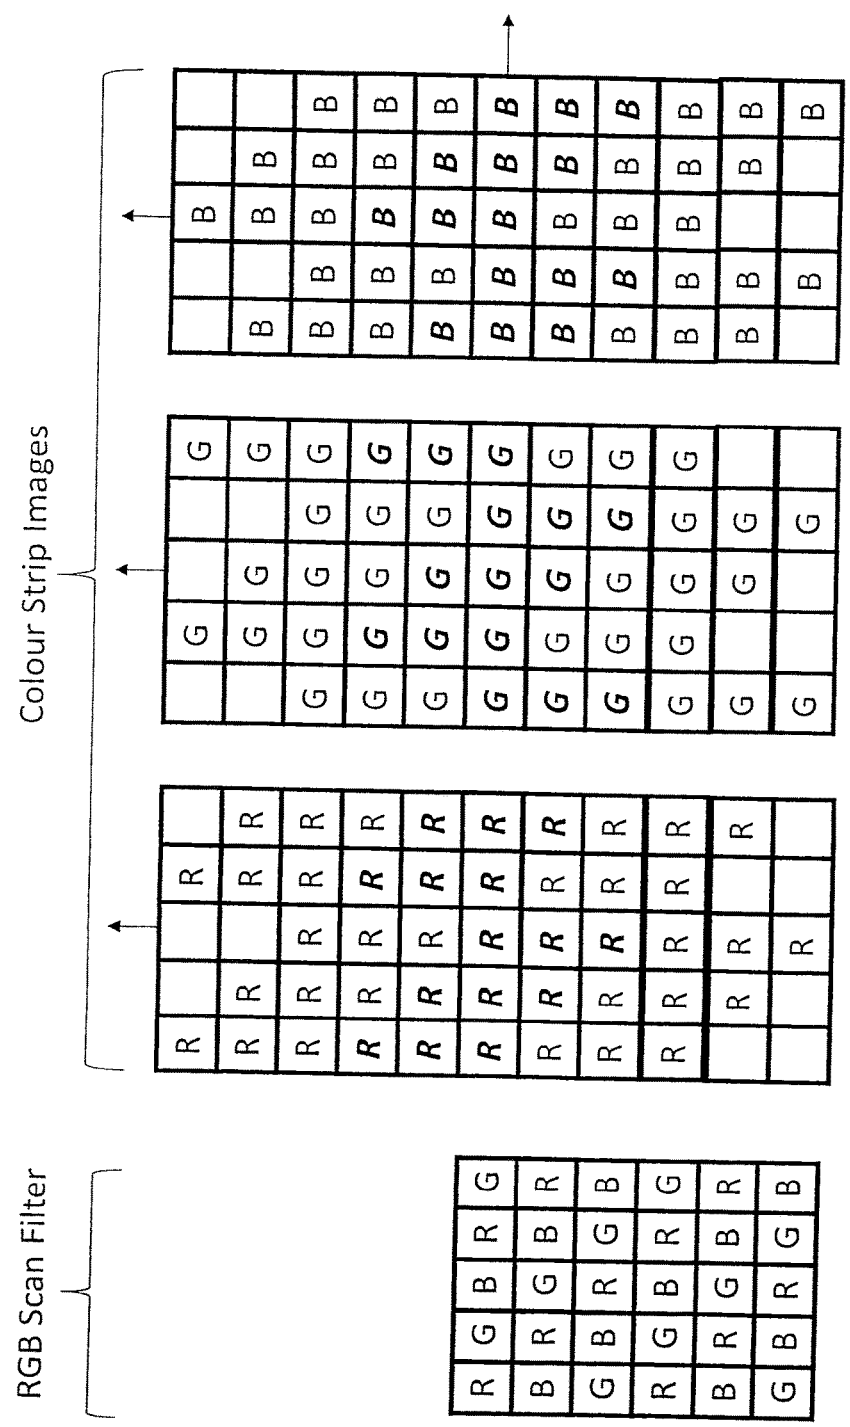 RGB Scan Filter Colour Strip Images
R R G G B
R R R R G G G B B B
R R R R R G G G G G B B B B B
R R R R R G G G G G B B B B B
R R R R R G G G G G B B B B B
R G B R G R R R R R G G G G G B B B B B
B R G B R R R R R R G G G G G B B B B B
G B R G B R R R R R G G G G G B B B B B
R G B R G R R R R R G G G G G B B B B B
B R G B R R R R G G G B B B B
G B R G B R G G B B